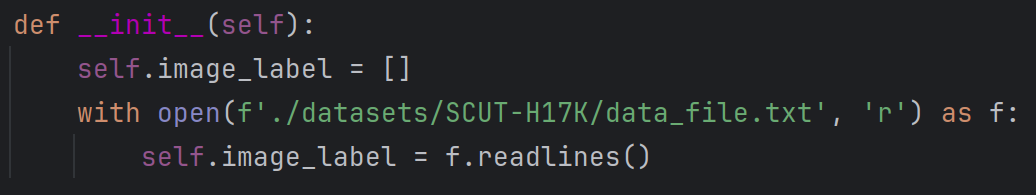 def __init__(self):
    self.image_label = []
    with open(f'./datasets/SCUT-H17K/data_file.txt', 'r') as f:
        self.image_label = f.readlines()